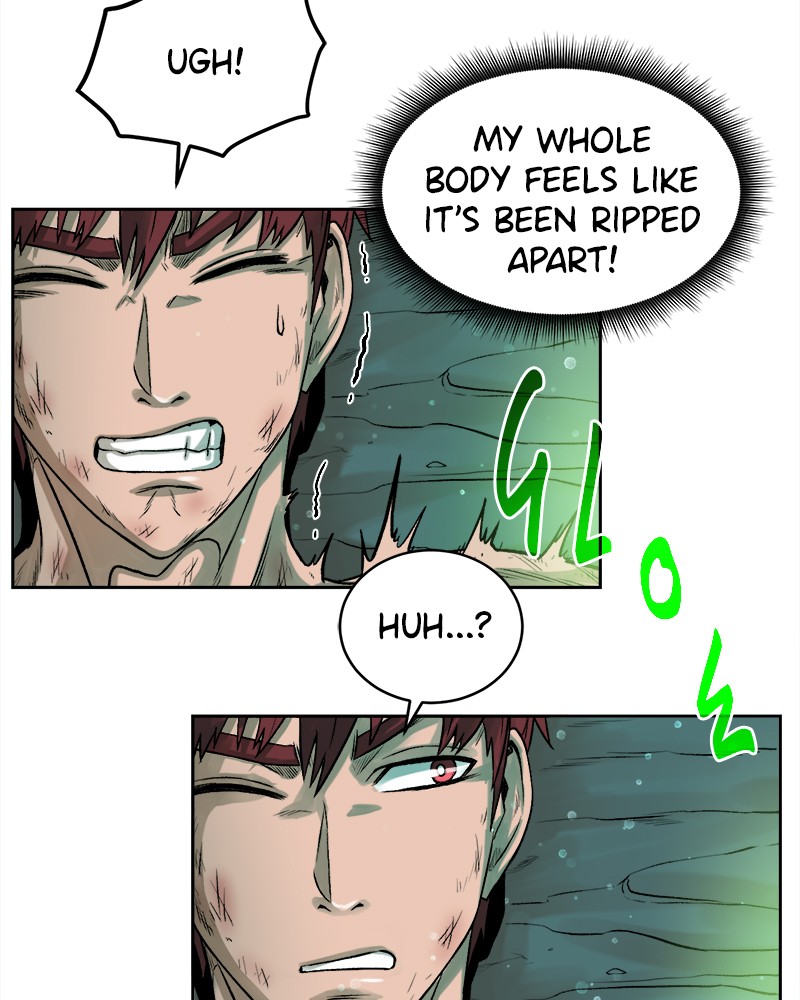 UGH!
MY WHOLE
BODY FEELS LIKE
IT'S BEEN RIPPED
APART!
GLOW
HUH...?